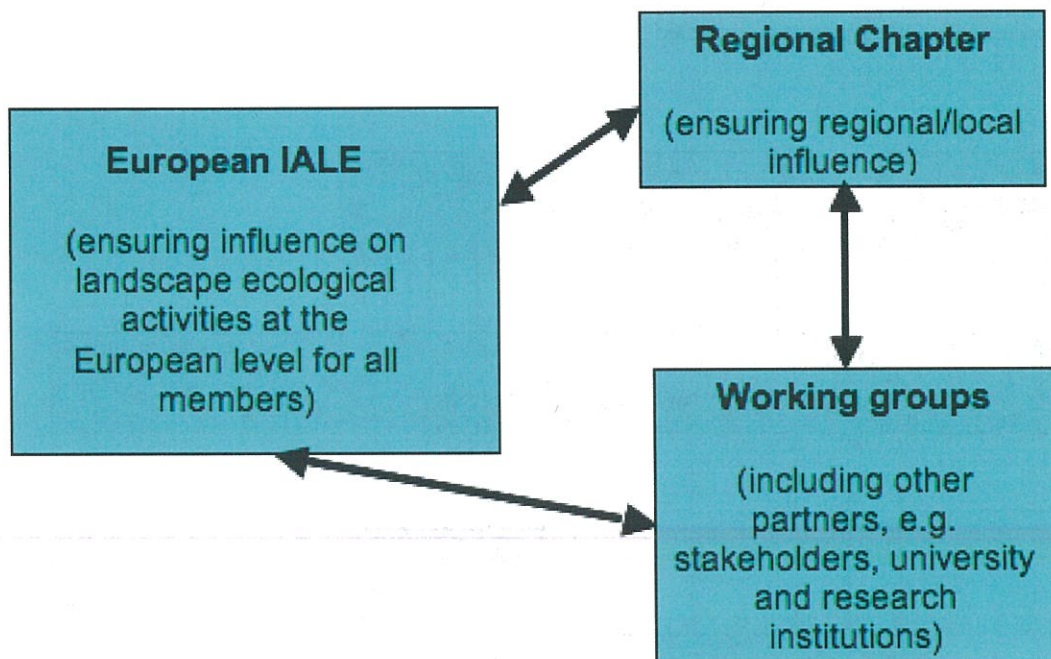 European IALE
(ensuring influence on
landscape ecological
activities at the
European level for all
members)
Regional Chapter
(ensuring regional/local
influence)
Working groups
(including other
partners, e.g.
stakeholders, university
and research
institutions)